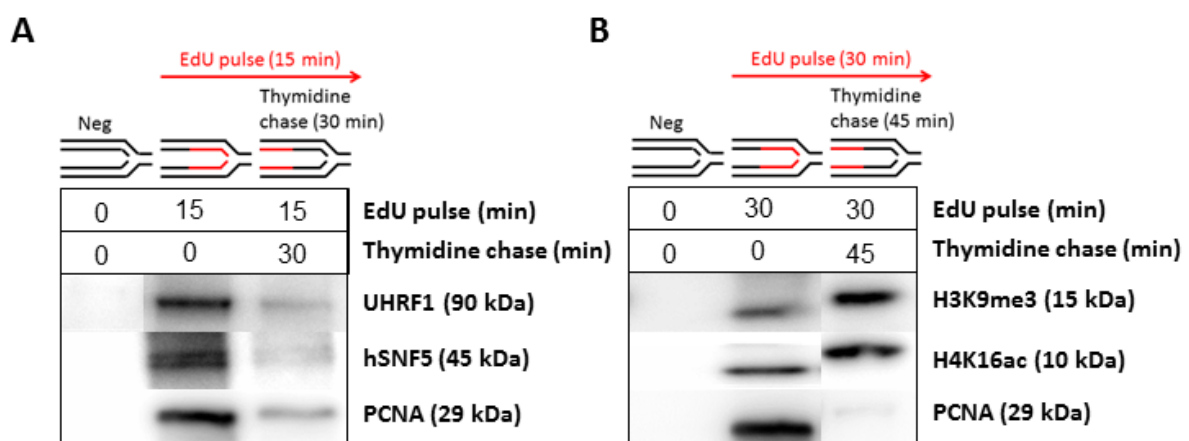 A
EdU pulse (15 min)
Neg
Thymidine
chase (30 min)
0 15 15 EdU pulse (min)
0 0 30 Thymidine chase (min)
UHRF1 (90 kDa)
hSNF5 (45 kDa)
PCNA (29 kDa)
B
EdU pulse (30 min)
Neg
Thymidine
chase (45 min)
0 30 30 EdU pulse (min)
0 0 45 Thymidine chase (min)
H3K9me3 (15 kDa)
H4K16ac (10 kDa)
PCNA (29 kDa)